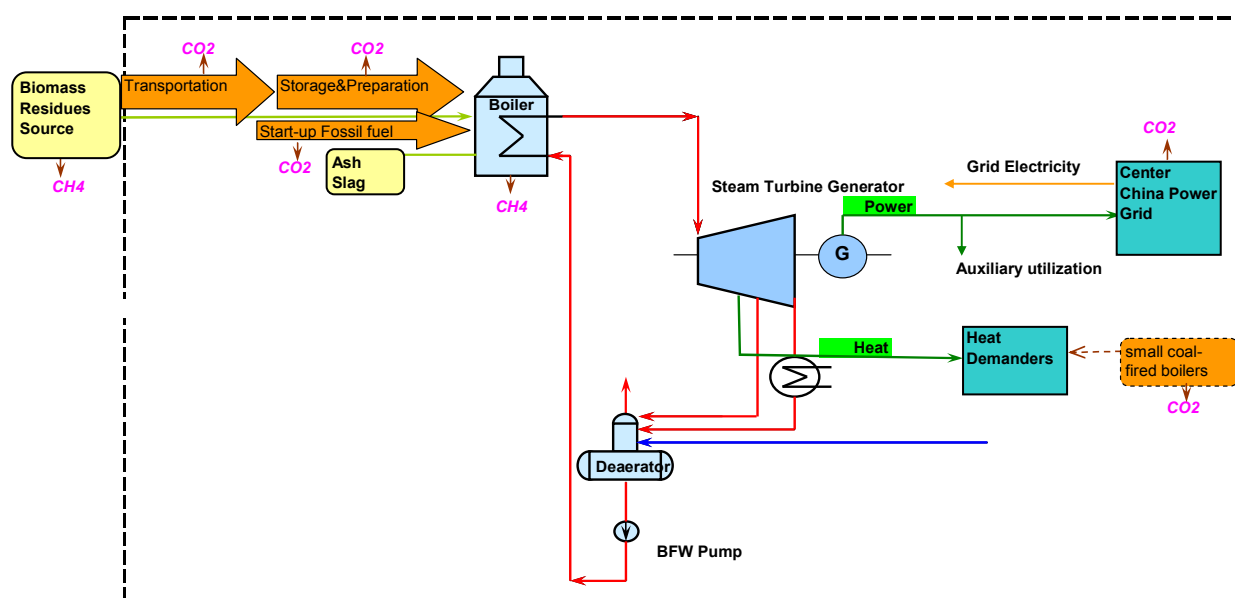 CO2
CO2
Biomass
Residues
Source
Transportation
Storage&Preparation
Boiler
Start-up Fossil fuel
CO2
Ash
Slag
CH4
CH4
CO2
Grid Electricity
Center
China Power
Grid
Steam Turbine Generator
Power
G
Auxiliary utilization
Heat
Heat
Demanders
small coal-
fired boilers
CO2
Deaerator
BFW Pump